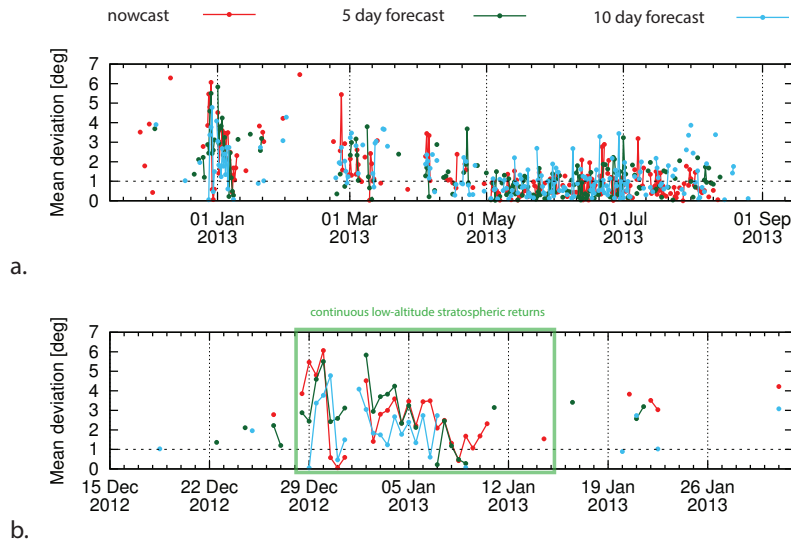 nowcast 5 day forecast 10 day forecast
Mean deviation [deg]
7
6
5
4
3
2
1
0
01 Jan 01 Mar 01 May 01 Jul 01 Sep
2013 2013 2013 2013 2013
a.
continuous low-altitude stratospheric returns
Mean deviation [deg]
7
6
5
4
3
2
1
0
15 Dec 22 Dec 29 Dec 05 Jan 12 Jan 19 Jan 26 Jan
2012 2012 2012 2013 2013 2013 2013
b.